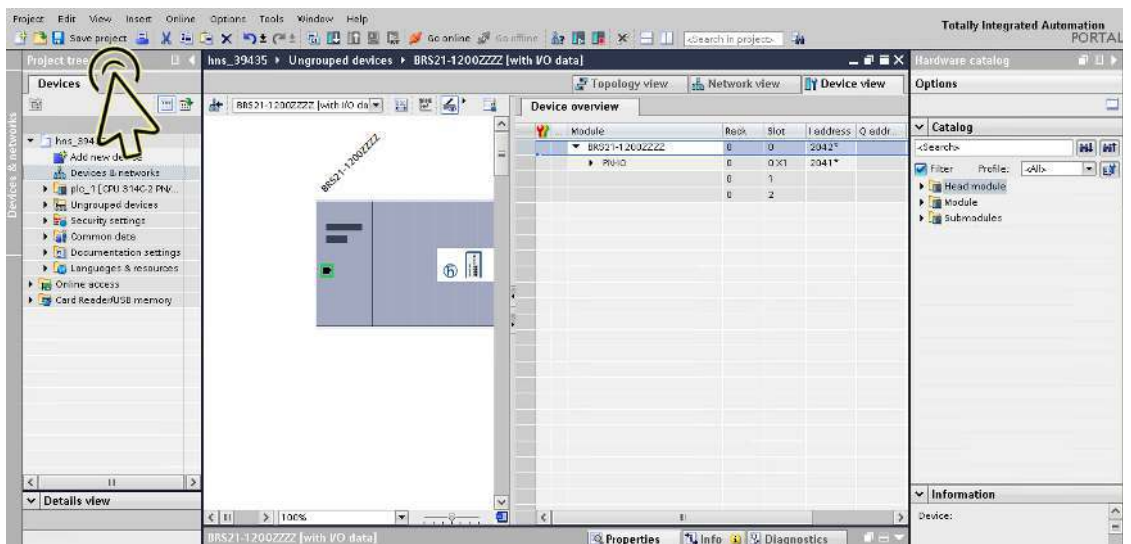 Project Edit View Insert Online Options Tools Window Help
Totally Integrated Automation
PORTAL
Save project Go online Go offline <Search in project>
Project tree
hns_39435 ▸ Ungrouped devices ▸ BRS21-1200ZZZZ [with I/O data]
Hardware catalog
Devices
Topology view Network view Device view
Options
BRS21-1200ZZZZ [with I/O da
Device overview
Devices & networks
Module Rack Slot I address Q addr...
Catalog
BRS21-1200ZZZZ 0 0 2042*
<Search>
PN-IO 0 0 X1 2041*
Filter Profile: <All>
0 1
0 2
Head module
Module
Submodules
Add new
Devices & networks
plc_1 [CPU 314C-2 PN/...
Ungrouped devices
Security settings
Common data
Documentation settings
Languages & resources
Online access
Card Reader/USB memory
BRS21-1200ZZZZ
Details view
Information
100%
Device:
BRS21-1200ZZZZ [with I/O data]
Properties Info Diagnostics